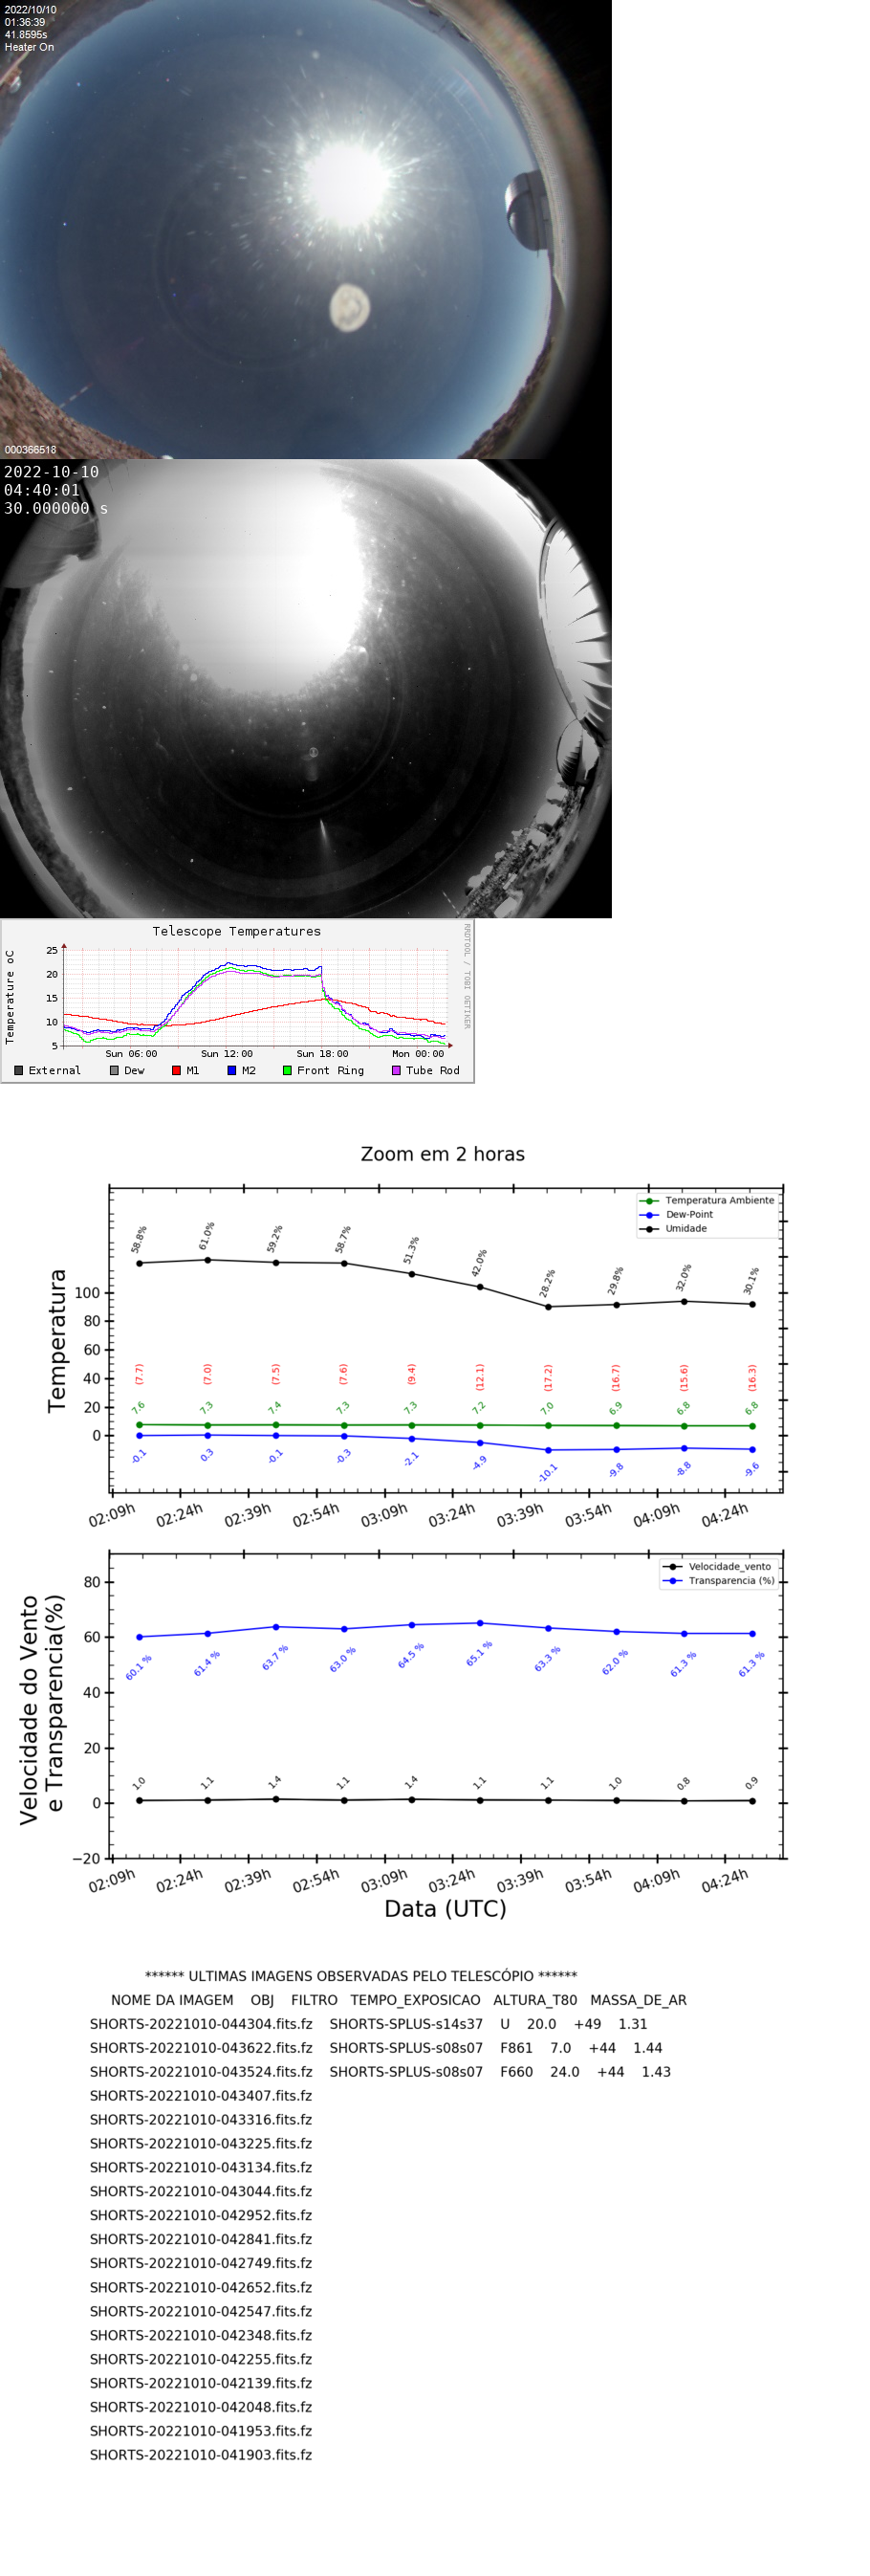 2022/10/10
01:36:39
41.8595s
Heater On
000366518
2022-10-10
04:40:01
30.000000 s
Telescope Temperatures
RRDTOOL / TOBI OETIKER
Temperature oC
25
20
15
10
5
Sun 06:00 Sun 12:00 Sun 18:00 Mon 00:00
External Dew M1 M2 Front Ring Tube Rod
Zoom em 2 horas
Temperatura Ambiente
Dew-Point
Umidade
58.8% 61.0% 59.2% 58.7% 51.3% 42.0% 28.2% 29.8% 32.0% 30.1%
Temperatura
100
80
60
40
20
0
(7.7) (7.0) (7.5) (7.6) (9.4) (12.1) (17.2) (16.7) (15.6) (16.3)
7.6 7.3 7.4 7.3 7.3 7.2 7.0 6.9 6.8 6.8
-0.1 0.3 -0.1 -0.3 -2.1 -4.9 -10.1 -9.8 -8.8 -9.6
02:09h 02:24h 02:39h 02:54h 03:09h 03:24h 03:39h 03:54h 04:09h 04:24h
Velocidade_vento
Transparencia (%)
Velocidade do Vento
e Transparencia(%)
80
60
40
20
0
−20
60.1 % 61.4 % 63.7 % 63.0 % 64.5 % 65.1 % 63.3 % 62.0 % 61.3 % 61.3 %
1.0 1.1 1.4 1.1 1.4 1.1 1.1 1.0 0.8 0.9
02:09h 02:24h 02:39h 02:54h 03:09h 03:24h 03:39h 03:54h 04:09h 04:24h
Data (UTC)
****** ULTIMAS IMAGENS OBSERVADAS PELO TELESCÓPIO ******
NOME DA IMAGEM OBJ FILTRO TEMPO_EXPOSICAO ALTURA_T80 MASSA_DE_AR
SHORTS-20221010-044304.fits.fz SHORTS-SPLUS-s14s37 U 20.0 +49 1.31
SHORTS-20221010-043622.fits.fz SHORTS-SPLUS-s08s07 F861 7.0 +44 1.44
SHORTS-20221010-043524.fits.fz SHORTS-SPLUS-s08s07 F660 24.0 +44 1.43
SHORTS-20221010-043407.fits.fz
SHORTS-20221010-043316.fits.fz
SHORTS-20221010-043225.fits.fz
SHORTS-20221010-043134.fits.fz
SHORTS-20221010-043044.fits.fz
SHORTS-20221010-042952.fits.fz
SHORTS-20221010-042841.fits.fz
SHORTS-20221010-042749.fits.fz
SHORTS-20221010-042652.fits.fz
SHORTS-20221010-042547.fits.fz
SHORTS-20221010-042348.fits.fz
SHORTS-20221010-042255.fits.fz
SHORTS-20221010-042139.fits.fz
SHORTS-20221010-042048.fits.fz
SHORTS-20221010-041953.fits.fz
SHORTS-20221010-041903.fits.fz